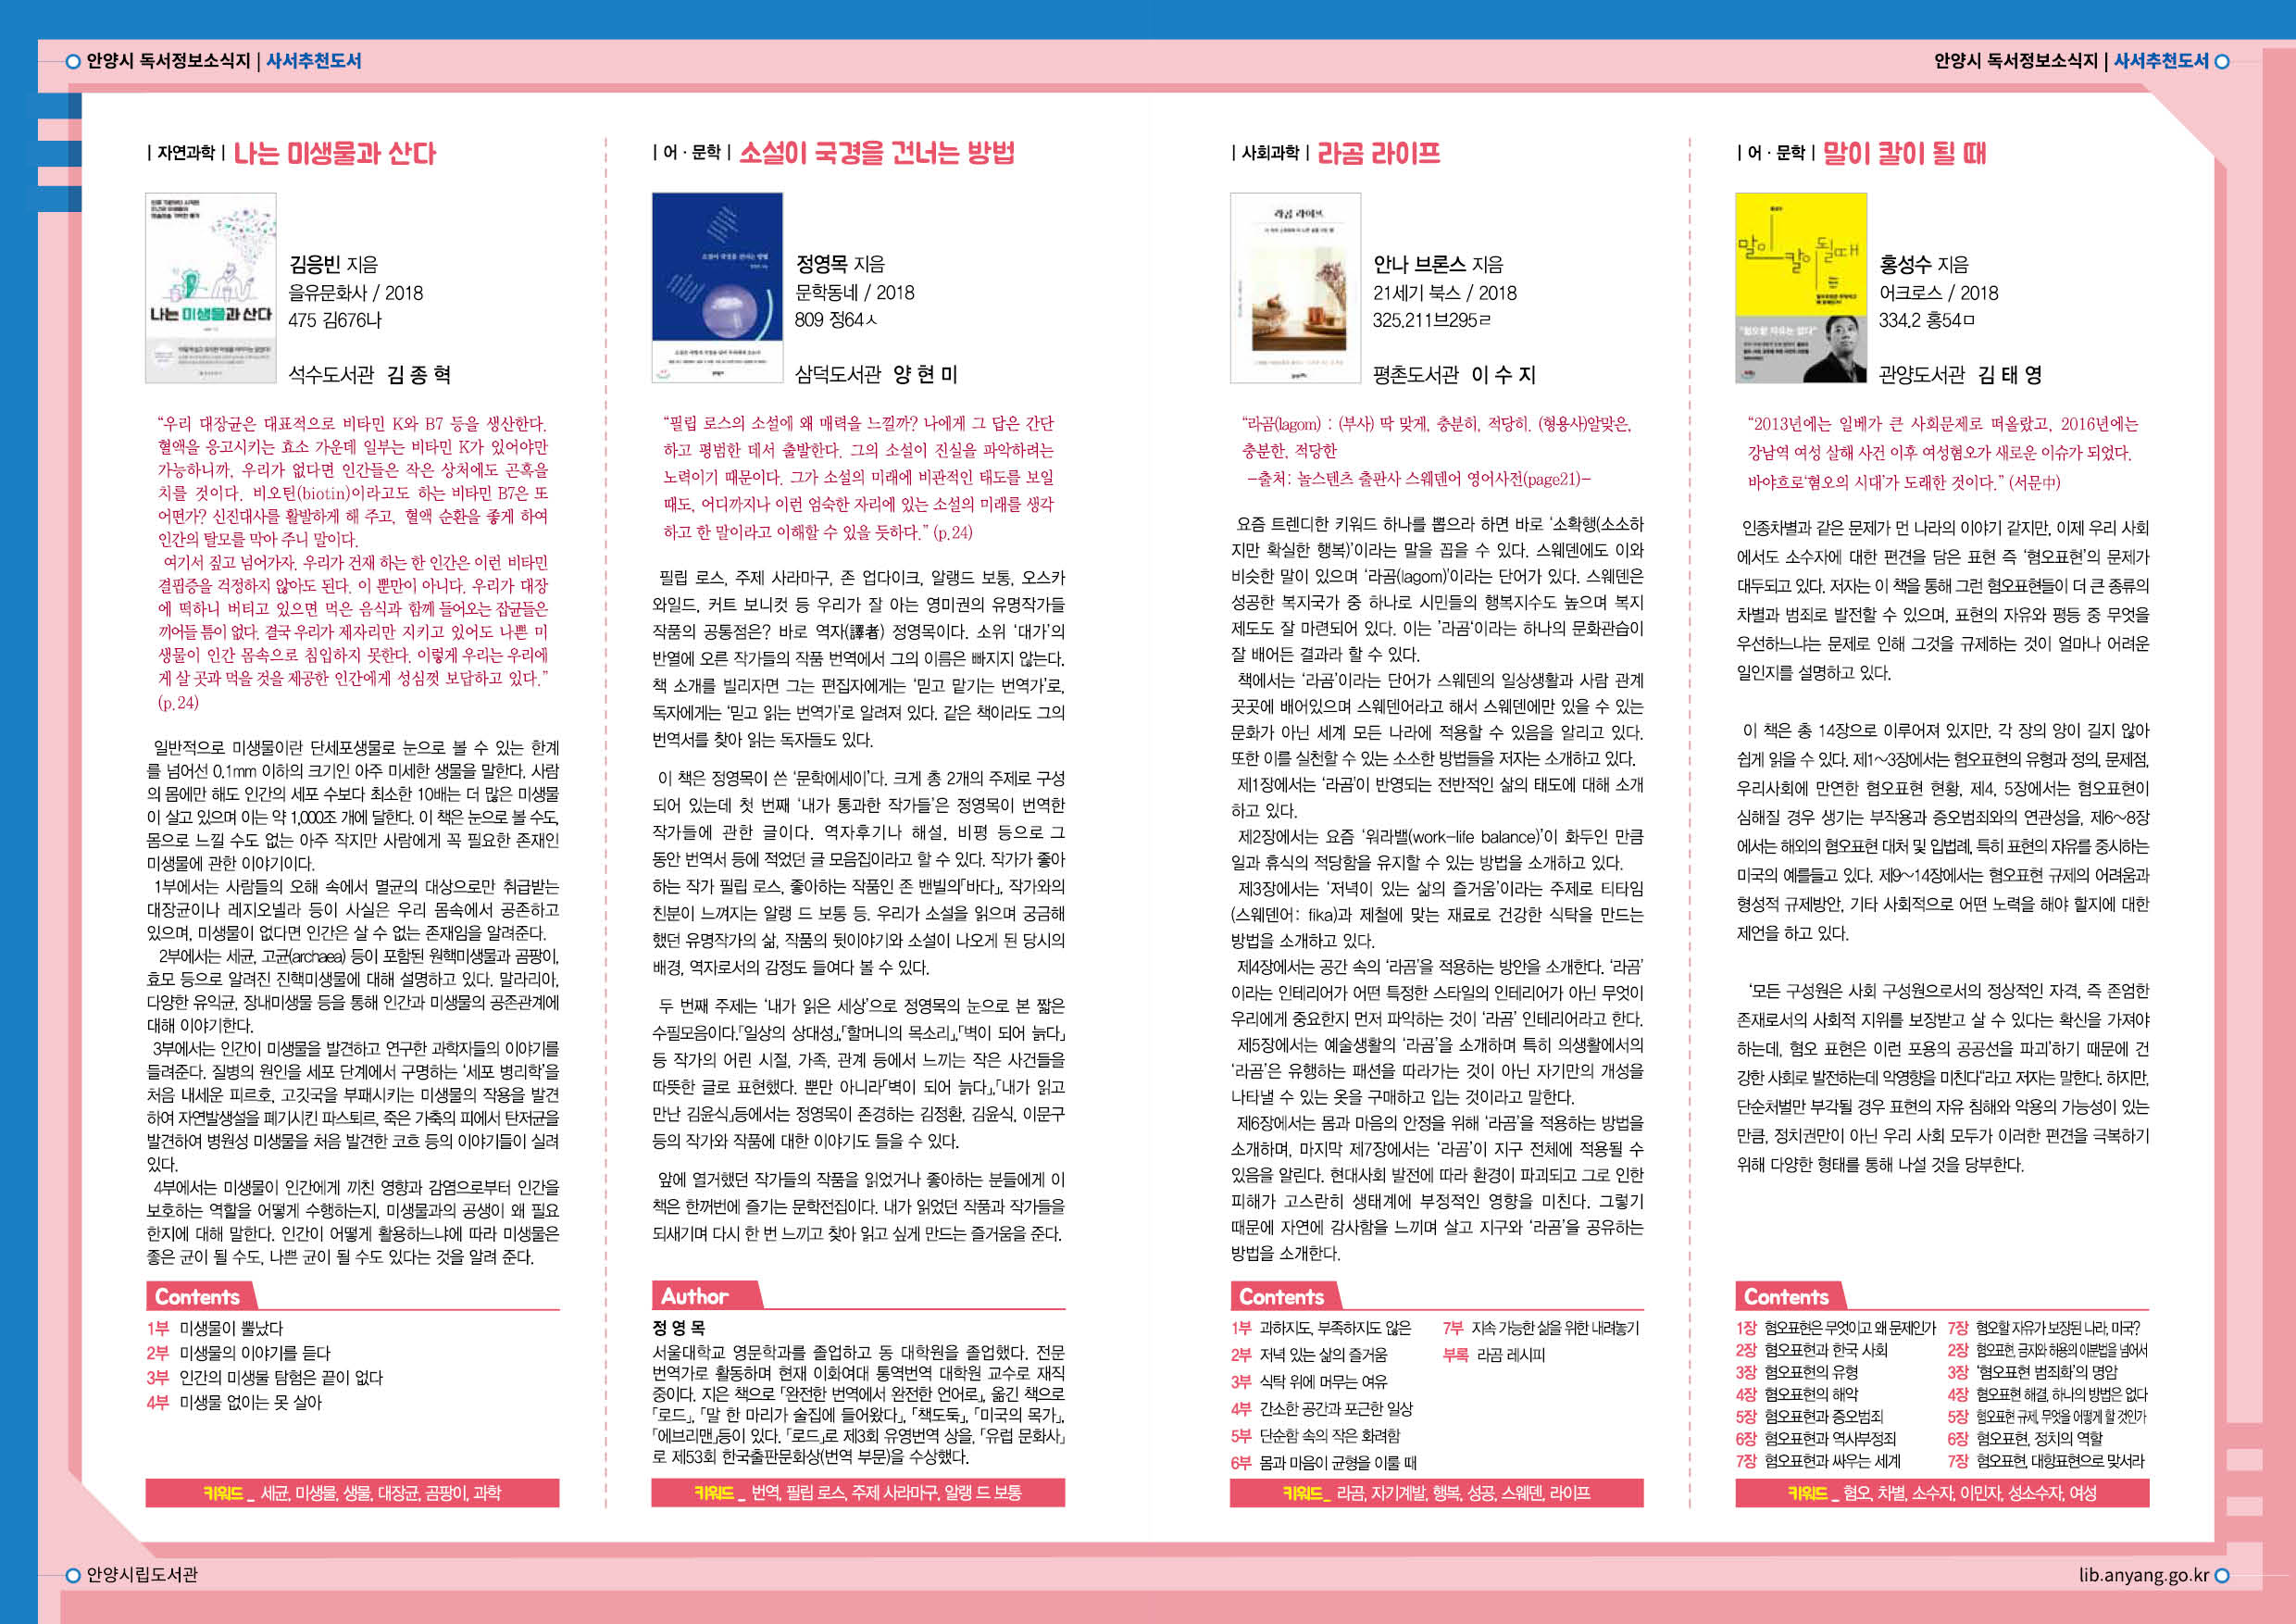 안양시 독서정보소식지 | 사서추천도서
안양시 독서정보소식지 | 사서추천도서
| 자연과학 | 나는 미생물과 산다
나는 미생물과 산다
김응빈 지음
을유문화사 / 2018
475 김676나
석수도서관 김 종 혁
“우리 대장균은 대표적으로 비타민 K와 B7 등을 생산한다.
혈액을 응고시키는 효소 가운데 일부는 비타민 K가 있어야만
가능하니까, 우리가 없다면 인간들은 작은 상처에도 곤혹을
치를 것이다. 비오틴(biotin)이라고도 하는 비타민 B7은 또
어떤가? 신진대사를 활발하게 해 주고, 혈액 순환을 좋게 하여
인간의 탈모를 막아 주니 말이다.
여기서 짚고 넘어가자. 우리가 건재 하는 한 인간은 이런 비타민
결핍증을 걱정하지 않아도 된다. 이 뿐만이 아니다. 우리가 대장
에 떡하니 버티고 있으면 먹은 음식과 함께 들어오는 잡균들은
끼어들 틈이 없다. 결국 우리가 제자리만 지키고 있어도 나쁜 미
생물이 인간 몸속으로 침입하지 못한다. 이렇게 우리는 우리에
게 살 곳과 먹을 것을 제공한 인간에게 성심껏 보답하고 있다.”
(p.24)
일반적으로 미생물이란 단세포생물로 눈으로 볼 수 있는 한계
를 넘어선 0.1mm 이하의 크기인 아주 미세한 생물을 말한다. 사람
의 몸에만 해도 인간의 세포 수보다 최소한 10배는 더 많은 미생물
이 살고 있으며 이는 약 1,000조 개에 달한다. 이 책은 눈으로 볼 수도,
몸으로 느낄 수도 없는 아주 작지만 사람에게 꼭 필요한 존재인
미생물에 관한 이야기이다.
1부에서는 사람들의 오해 속에서 멸균의 대상으로만 취급받는
대장균이나 레지오넬라 등이 사실은 우리 몸속에서 공존하고
있으며, 미생물이 없다면 인간은 살 수 없는 존재임을 알려준다.
2부에서는 세균, 고균(archaea) 등이 포함된 원핵미생물과 곰팡이,
효모 등으로 알려진 진핵미생물에 대해 설명하고 있다. 말라리아,
다양한 유익균, 장내미생물 등을 통해 인간과 미생물의 공존관계에
대해 이야기한다.
3부에서는 인간이 미생물을 발견하고 연구한 과학자들의 이야기를
들려준다. 질병의 원인을 세포 단계에서 구명하는 ‘세포 병리학’을
처음 내세운 피르호, 고깃국을 부패시키는 미생물의 작용을 발견
하여 자연발생설을 폐기시킨 파스퇴르, 죽은 가축의 피에서 탄저균을
발견하여 병원성 미생물을 처음 발견한 코흐 등의 이야기들이 실려
있다.
4부에서는 미생물이 인간에게 끼친 영향과 감염으로부터 인간을
보호하는 역할을 어떻게 수행하는지, 미생물과의 공생이 왜 필요
한지에 대해 말한다. 인간이 어떻게 활용하느냐에 따라 미생물은
좋은 균이 될 수도, 나쁜 균이 될 수도 있다는 것을 알려 준다.
Contents
1부 미생물이 뿔났다
2부 미생물의 이야기를 듣다
3부 인간의 미생물 탐험은 끝이 없다
4부 미생물 없이는 못 살아
키워드 _ 세균, 미생물, 생물, 대장균, 곰팡이, 과학
| 어 · 문학 | 소설이 국경을 건너는 방법
소설이 국경을 건너는 방법
정영목 지음
문학동네 / 2018
809 정64ㅅ
삼덕도서관 양 현 미
“필립 로스의 소설에 왜 매력을 느낄까? 나에게 그 답은 간단
하고 평범한 데서 출발한다. 그의 소설이 진실을 파악하려는
노력이기 때문이다. 그가 소설의 미래에 비관적인 태도를 보일
때도, 어디까지나 이런 엄숙한 자리에 있는 소설의 미래를 생각
하고 한 말이라고 이해할 수 있을 듯하다.” (p.24)
필립 로스, 주제 사라마구, 존 업다이크, 알랭드 보통, 오스카
와일드, 커트 보니것 등 우리가 잘 아는 영미권의 유명작가들
작품의 공통점은? 바로 역자(譯者) 정영목이다. 소위 ‘대가’의
반열에 오른 작가들의 작품 번역에서 그의 이름은 빠지지 않는다.
책 소개를 빌리자면 그는 편집자에게는 ‘믿고 맡기는 번역가’로,
독자에게는 ‘믿고 읽는 번역가’로 알려져 있다. 같은 책이라도 그의
번역서를 찾아 읽는 독자들도 있다.
이 책은 정영목이 쓴 ‘문학에세이’다. 크게 총 2개의 주제로 구성
되어 있는데 첫 번째 ‘내가 통과한 작가들’은 정영목이 번역한
작가들에 관한 글이다. 역자후기나 해설, 비평 등으로 그
동안 번역서 등에 적었던 글 모음집이라고 할 수 있다. 작가가 좋아
하는 작가 필립 로스, 좋아하는 작품인 존 밴빌의「바다」, 작가와의
친분이 느껴지는 알랭 드 보통 등. 우리가 소설을 읽으며 궁금해
했던 유명작가의 삶, 작품의 뒷이야기와 소설이 나오게 된 당시의
배경, 역자로서의 감정도 들여다 볼 수 있다.
두 번째 주제는 ‘내가 읽은 세상’으로 정영목의 눈으로 본 짧은
수필모음이다.「일상의 상대성」,「할머니의 목소리」,「벽이 되어 늙다」
등 작가의 어린 시절, 가족, 관계 등에서 느끼는 작은 사건들을
따뜻한 글로 표현했다. 뿐만 아니라「벽이 되어 늙다」,「내가 읽고
만난 김윤식」등에서는 정영목이 존경하는 김정환, 김윤식, 이문구
등의 작가와 작품에 대한 이야기도 들을 수 있다.
앞에 열거했던 작가들의 작품을 읽었거나 좋아하는 분들에게 이
책은 한꺼번에 즐기는 문학전집이다. 내가 읽었던 작품과 작가들을
되새기며 다시 한 번 느끼고 찾아 읽고 싶게 만드는 즐거움을 준다.
Author
정 영 목
서울대학교 영문학과를 졸업하고 동 대학원을 졸업했다. 전문
번역가로 활동하며 현재 이화여대 통역번역 대학원 교수로 재직
중이다. 지은 책으로 「완전한 번역에서 완전한 언어로」, 옮긴 책으로
「로드」, 「말 한 마리가 술집에 들어왔다」, 「책도둑」, 「미국의 목가」,
「에브리맨」등이 있다. 「로드」로 제3회 유영번역 상을, 「유럽 문화사」
로 제53회 한국출판문화상(번역 부문)을 수상했다.
키워드 _ 번역, 필립 로스, 주제 사라마구, 알랭 드 보통
| 사회과학 | 라곰 라이프
라곰 라이프
안나 브론스 지음
21세기 북스 / 2018
325.211브295ㄹ
평촌도서관 이 수 지
“라곰(lagom) : (부사) 딱 맞게, 충분히, 적당히. (형용사)알맞은,
충분한, 적당한
–출처: 놀스텐츠 출판사 스웨덴어 영어사전(page21)–
요즘 트렌디한 키워드 하나를 뽑으라 하면 바로 ‘소확행(소소하
지만 확실한 행복)’이라는 말을 꼽을 수 있다. 스웨덴에도 이와
비슷한 말이 있으며 ‘라곰(lagom)’이라는 단어가 있다. 스웨덴은
성공한 복지국가 중 하나로 시민들의 행복지수도 높으며 복지
제도도 잘 마련되어 있다. 이는 ’라곰‘이라는 하나의 문화관습이
잘 배어든 결과라 할 수 있다.
책에서는 ‘라곰’이라는 단어가 스웨덴의 일상생활과 사람 관계
곳곳에 배어있으며 스웨덴어라고 해서 스웨덴에만 있을 수 있는
문화가 아닌 세계 모든 나라에 적용할 수 있음을 알리고 있다.
또한 이를 실천할 수 있는 소소한 방법들을 저자는 소개하고 있다.
제1장에서는 ‘라곰’이 반영되는 전반적인 삶의 태도에 대해 소개
하고 있다.
제2장에서는 요즘 ‘워라밸(work–life balance)’이 화두인 만큼
일과 휴식의 적당함을 유지할 수 있는 방법을 소개하고 있다.
제3장에서는 ‘저녁이 있는 삶의 즐거움’이라는 주제로 티타임
(스웨덴어: fika)과 제철에 맞는 재료로 건강한 식탁을 만드는
방법을 소개하고 있다.
제4장에서는 공간 속의 ‘라곰’을 적용하는 방안을 소개한다. ‘라곰’
이라는 인테리어가 어떤 특정한 스타일의 인테리어가 아닌 무엇이
우리에게 중요한지 먼저 파악하는 것이 ‘라곰’ 인테리어라고 한다.
제5장에서는 예술생활의 ‘라곰’을 소개하며 특히 의생활에서의
‘라곰’은 유행하는 패션을 따라가는 것이 아닌 자기만의 개성을
나타낼 수 있는 옷을 구매하고 입는 것이라고 말한다.
제6장에서는 몸과 마음의 안정을 위해 ‘라곰’을 적용하는 방법을
소개하며, 마지막 제7장에서는 ‘라곰’이 지구 전체에 적용될 수
있음을 알린다. 현대사회 발전에 따라 환경이 파괴되고 그로 인한
피해가 고스란히 생태계에 부정적인 영향을 미친다. 그렇기
때문에 자연에 감사함을 느끼며 살고 지구와 ‘라곰’을 공유하는
방법을 소개한다.
Contents
1부 과하지도, 부족하지도 않은
2부 저녁 있는 삶의 즐거움
3부 식탁 위에 머무는 여유
4부 간소한 공간과 포근한 일상
5부 단순함 속의 작은 화려함
6부 몸과 마음이 균형을 이룰 때
7부 지속 가능한 삶을 위한 내려놓기
부록 라곰 레시피
키워드_ 라곰, 자기계발, 행복, 성공, 스웨덴, 라이프
| 어 · 문학 | 말이 칼이 될 때
말이 칼이 될때
"혐오할 자유는 없다"
홍성수 지음
어크로스 / 2018
334.2 홍54ㅁ
관양도서관 김 태 영
“2013년에는 일베가 큰 사회문제로 떠올랐고, 2016년에는
강남역 여성 살해 사건 이후 여성혐오가 새로운 이슈가 되었다.
바야흐로‘혐오의 시대’가 도래한 것이다.” (서문中)
인종차별과 같은 문제가 먼 나라의 이야기 같지만, 이제 우리 사회
에서도 소수자에 대한 편견을 담은 표현 즉 ‘혐오표현’의 문제가
대두되고 있다. 저자는 이 책을 통해 그런 혐오표현들이 더 큰 종류의
차별과 범죄로 발전할 수 있으며, 표현의 자유와 평등 중 무엇을
우선하느냐는 문제로 인해 그것을 규제하는 것이 얼마나 어려운
일인지를 설명하고 있다.
이 책은 총 14장으로 이루어져 있지만, 각 장의 양이 길지 않아
쉽게 읽을 수 있다. 제1～3장에서는 혐오표현의 유형과 정의, 문제점,
우리사회에 만연한 혐오표현 현황, 제4, 5장에서는 혐오표현이
심해질 경우 생기는 부작용과 증오범죄와의 연관성을, 제6～8장
에서는 해외의 혐오표현 대처 및 입법례, 특히 표현의 자유를 중시하는
미국의 예를들고 있다. 제9～14장에서는 혐오표현 규제의 어려움과
형성적 규제방안, 기타 사회적으로 어떤 노력을 해야 할지에 대한
제언을 하고 있다.
‘모든 구성원은 사회 구성원으로서의 정상적인 자격, 즉 존엄한
존재로서의 사회적 지위를 보장받고 살 수 있다는 확신을 가져야
하는데, 혐오 표현은 이런 포용의 공공선을 파괴’하기 때문에 건
강한 사회로 발전하는데 악영향을 미친다“라고 저자는 말한다. 하지만,
단순처벌만 부각될 경우 표현의 자유 침해와 악용의 가능성이 있는
만큼, 정치권만이 아닌 우리 사회 모두가 이러한 편견을 극복하기
위해 다양한 형태를 통해 나설 것을 당부한다.
Contents
1장 혐오표현은 무엇이고 왜 문제인가
2장 혐오표현과 한국 사회
3장 혐오표현의 유형
4장 혐오표현의 해악
5장 혐오표현과 증오범죄
6장 혐오표현과 역사부정죄
7장 혐오표현과 싸우는 세계
7장 혐오할 자유가 보장된 나라, 미국?
2장 혐오표현, 금지와 허용의 이분법을 넘어서
3장 ‘혐오표현 범죄화’의 명암
4장 혐오표현 해결, 하나의 방법은 없다
5장 혐오표현 규제, 무엇을 어떻게 할 것인가
6장 혐오표현, 정치의 역할
7장 혐오표현, 대항표현으로 맞서라
키워드 _ 혐오, 차별, 소수자, 이민자, 성소수자, 여성
안양시립도서관
lib.anyang.go.kr